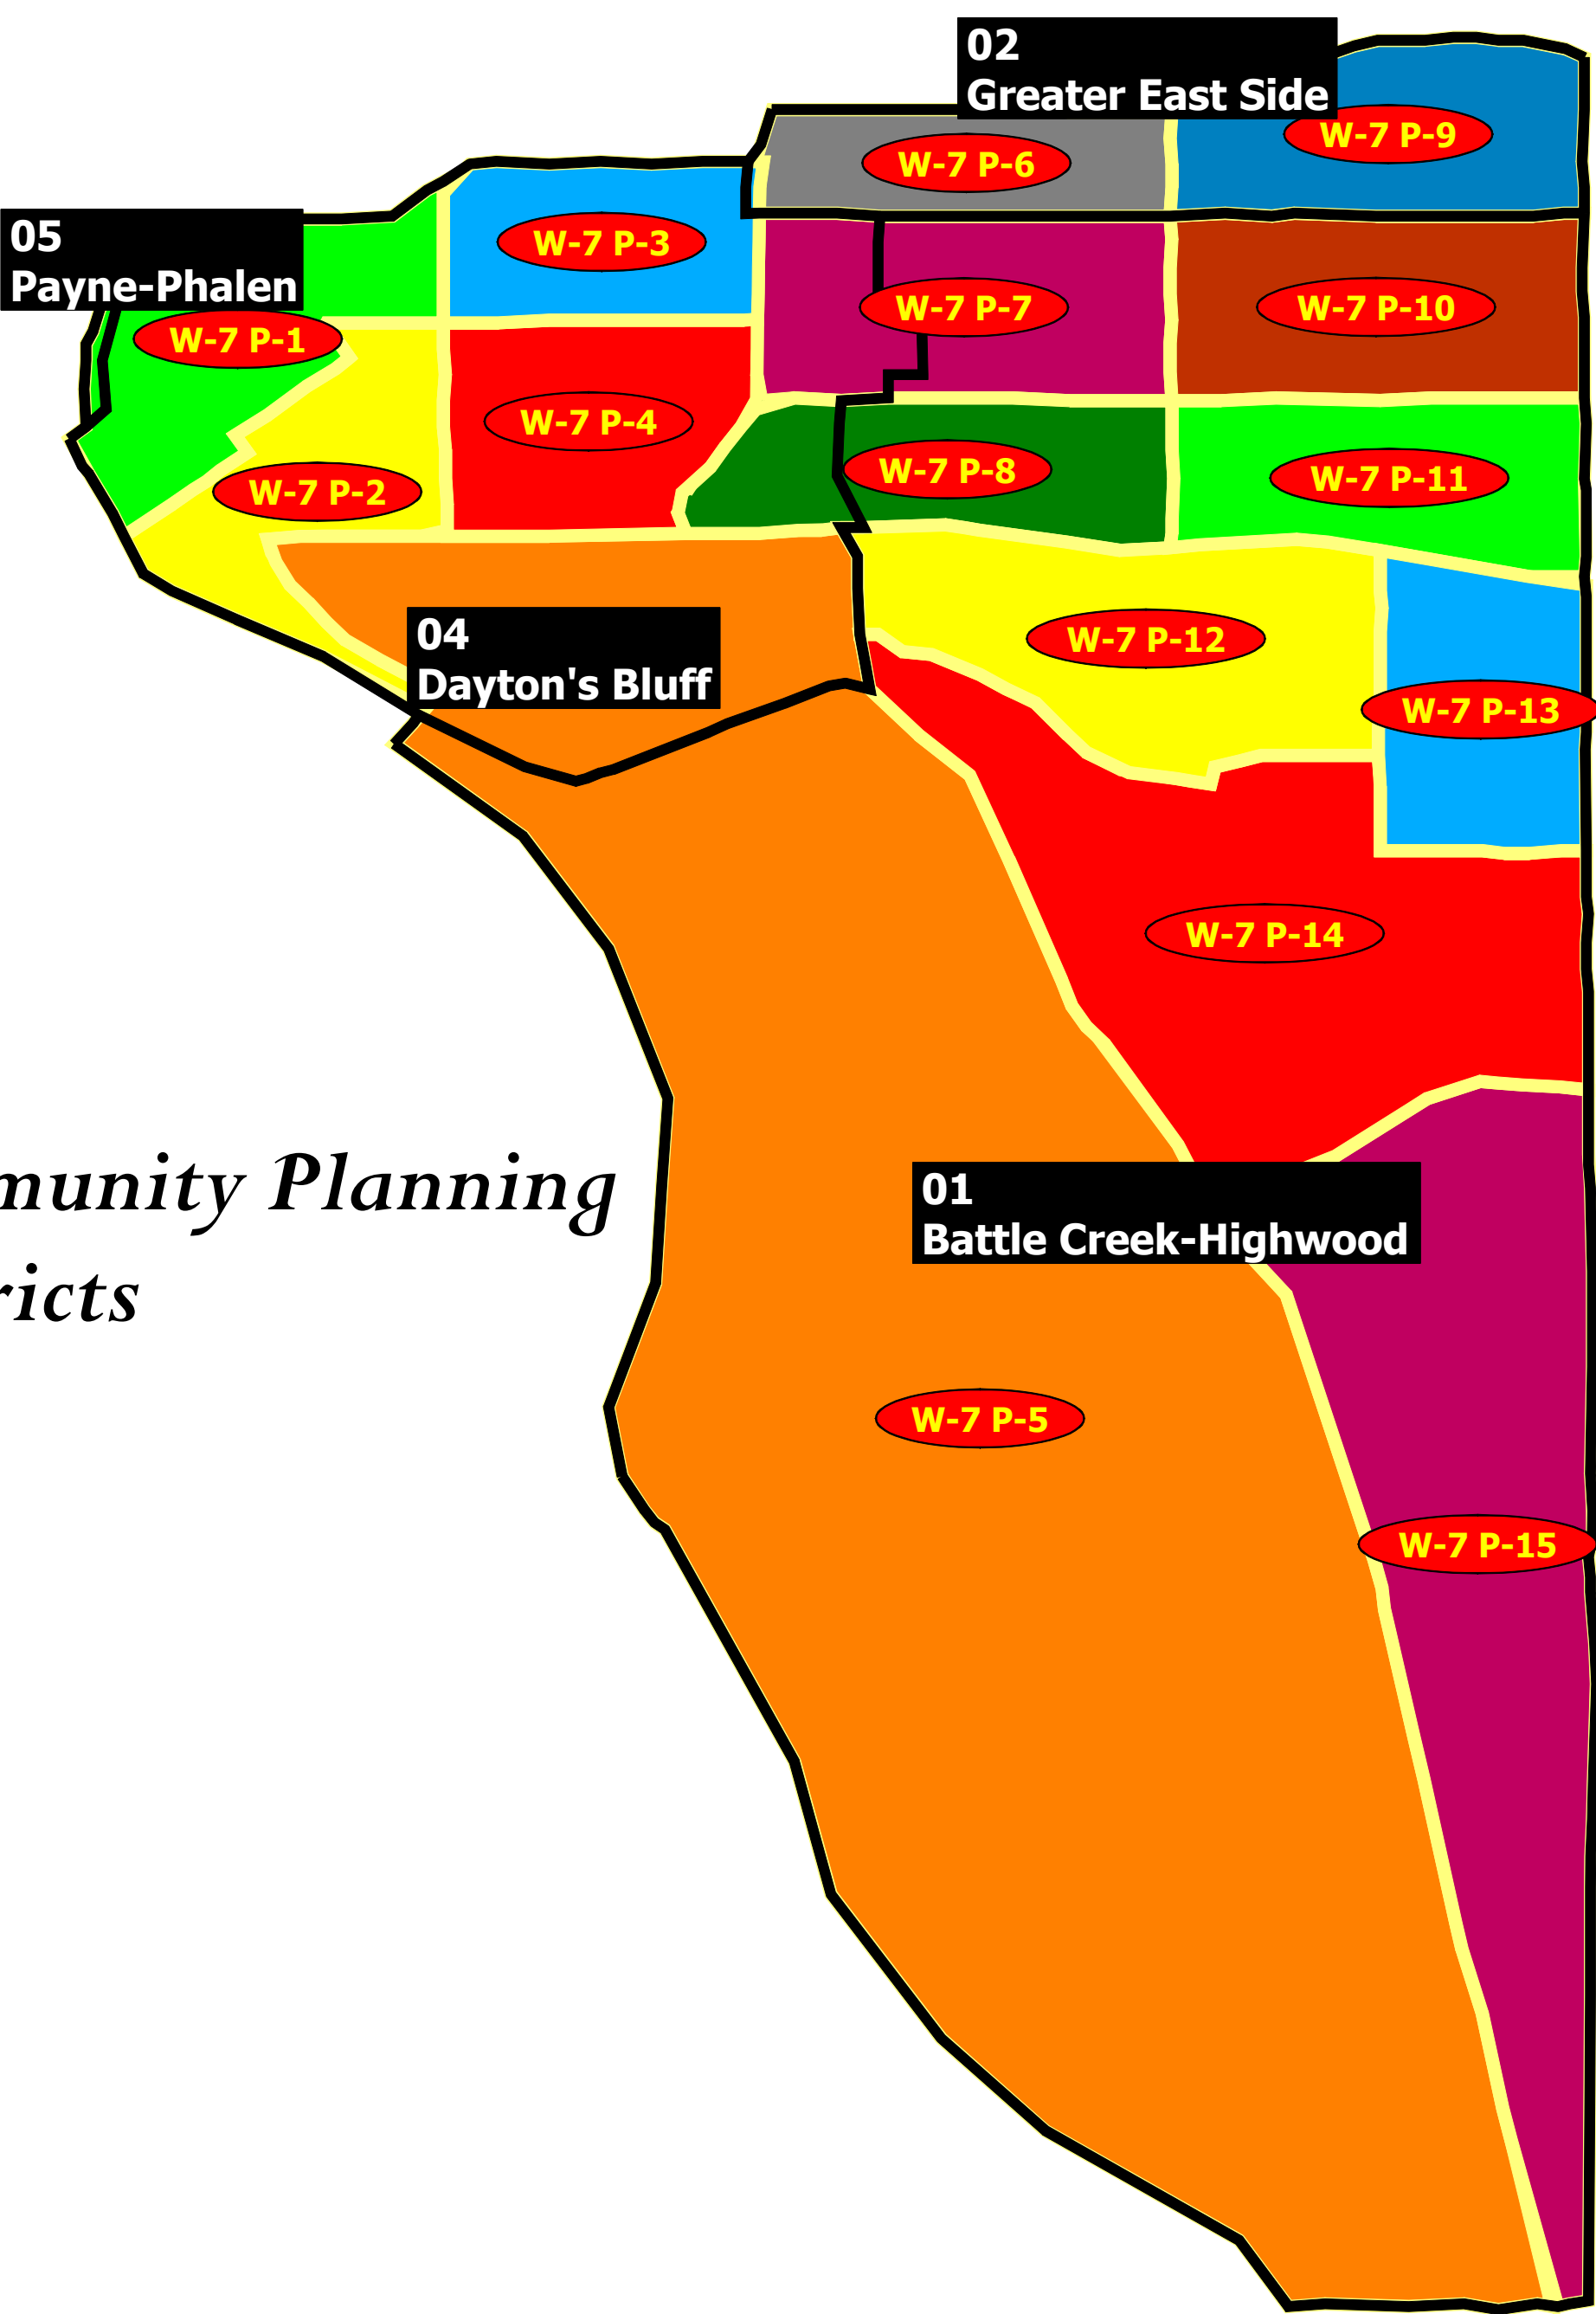 02
Greater East Side
W-7 P-9
W-7 P-6
05
Payne-Phalen
W-7 P-3
W-7 P-7
W-7 P-10
W-7 P-1
W-7 P-4
W-7 P-8
W-7 P-11
W-7 P-2
04
Dayton's Bluff
W-7 P-12
W-7 P-13
W-7 P-14
munity Planning
ricts
01
Battle Creek-Highwood
W-7 P-5
W-7 P-15